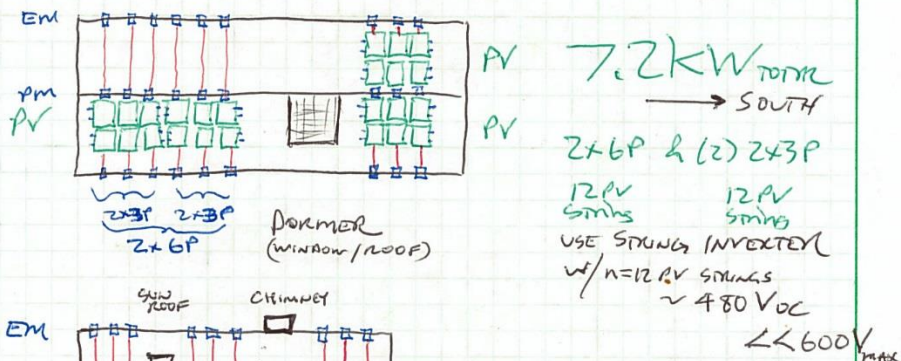 EM
PM
PV
PV
PV
2x3P 2x3P
2x6P
DORMER
(WINDOW/ROOF)
7.2KW TOTAL
→ SOUTH
2x6P & (2) 2x3P
12 PV 12 PV
String String
USE STRING INVERTER
w/n=12 PV STRINGS
~ 480 VOC
<<600V MAX
SUN ROOF
CHIMNEY
EM